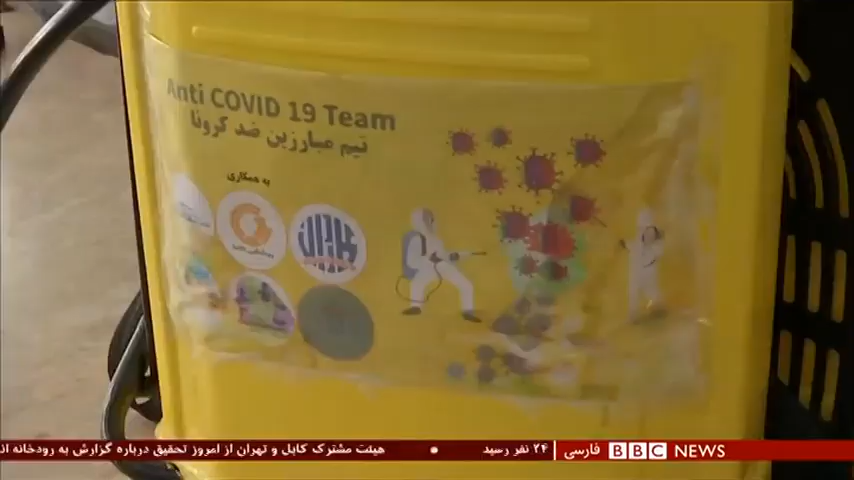 Anti COVID 19 Team
تیم مبارزین ضد کرونا
به همکاری
هیئت مشترک کابل و تهران از امروز تحقیق درباره گزارش به رودخانه اند
۲۴ نفر رسید
فارسی BBC NEWS